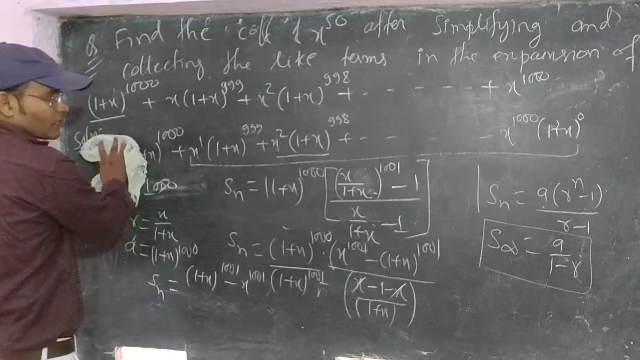 Q Find the coeff of x^50 after simplifying and
collecting the like terms in the expansion of
(1+x)^1000 + x(1+x)^999 + x^2(1+x)^998 + - - - - - + x^1000
Soln: x)^1000 + x^1(1+x)^999 + x^2(1+x)^998 + - - - - x^1000(1+x)^0
1000 S_n = (1+x)^1000 [((x/(1+x))^1001 - 1)/(x/(1+x) - 1)] S_n = a(r^n-1)/(r-1)
r = x/(1+x)
a = (1+x)^1000 S_n = (1+x)^1000 (x^1001 - (1+x)^1001)/((1+x)^1001 ((x-1-x)/(1+x))) S_∞ = a/(1-r)
S_n = (1+x)^1001 - x^1001